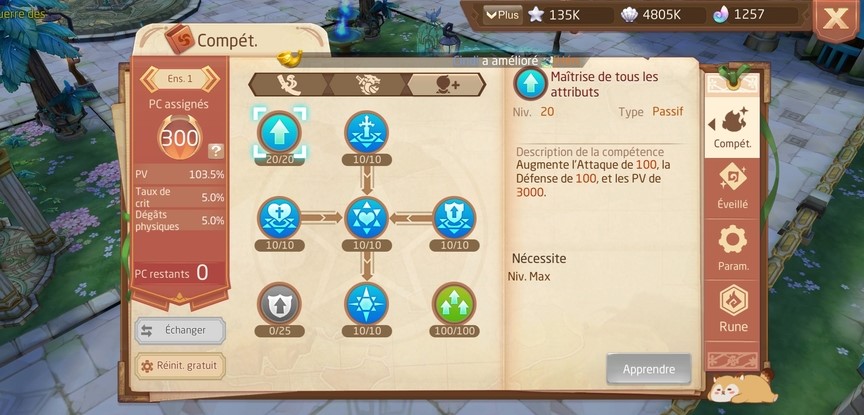 uerre des
Plus
135K
4805K
1257
Compét.
a amélioré
Ens. 1
PC assignés
300
?
PV 103.5%
Taux de crit 5.0%
Dégâts physiques 5.0%
PC restants 0
Échanger
Réinit. gratuit
20/20
10/10
10/10
10/10
10/10
0/25
10/10
100/100
Maîtrise de tous les
attributs
Niv. 20 Type Passif
Description de la compétence
Augmente l'Attaque de 100, la
Défense de 100, et les PV de
3000.
Nécessite
Niv. Max
Apprendre
Compét.
Éveillé
Param.
Rune